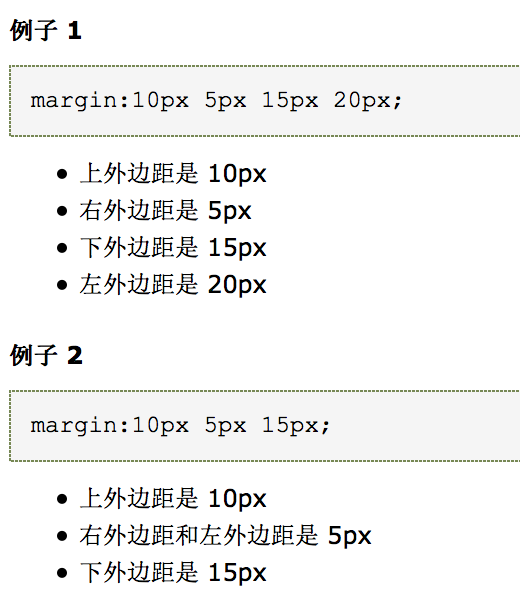 例子 1
margin:10px 5px 15px 20px;
上外边距是 10px
右外边距是 5px
下外边距是 15px
左外边距是 20px
例子 2
margin:10px 5px 15px;
上外边距是 10px
右外边距和左外边距是 5px
下外边距是 15px